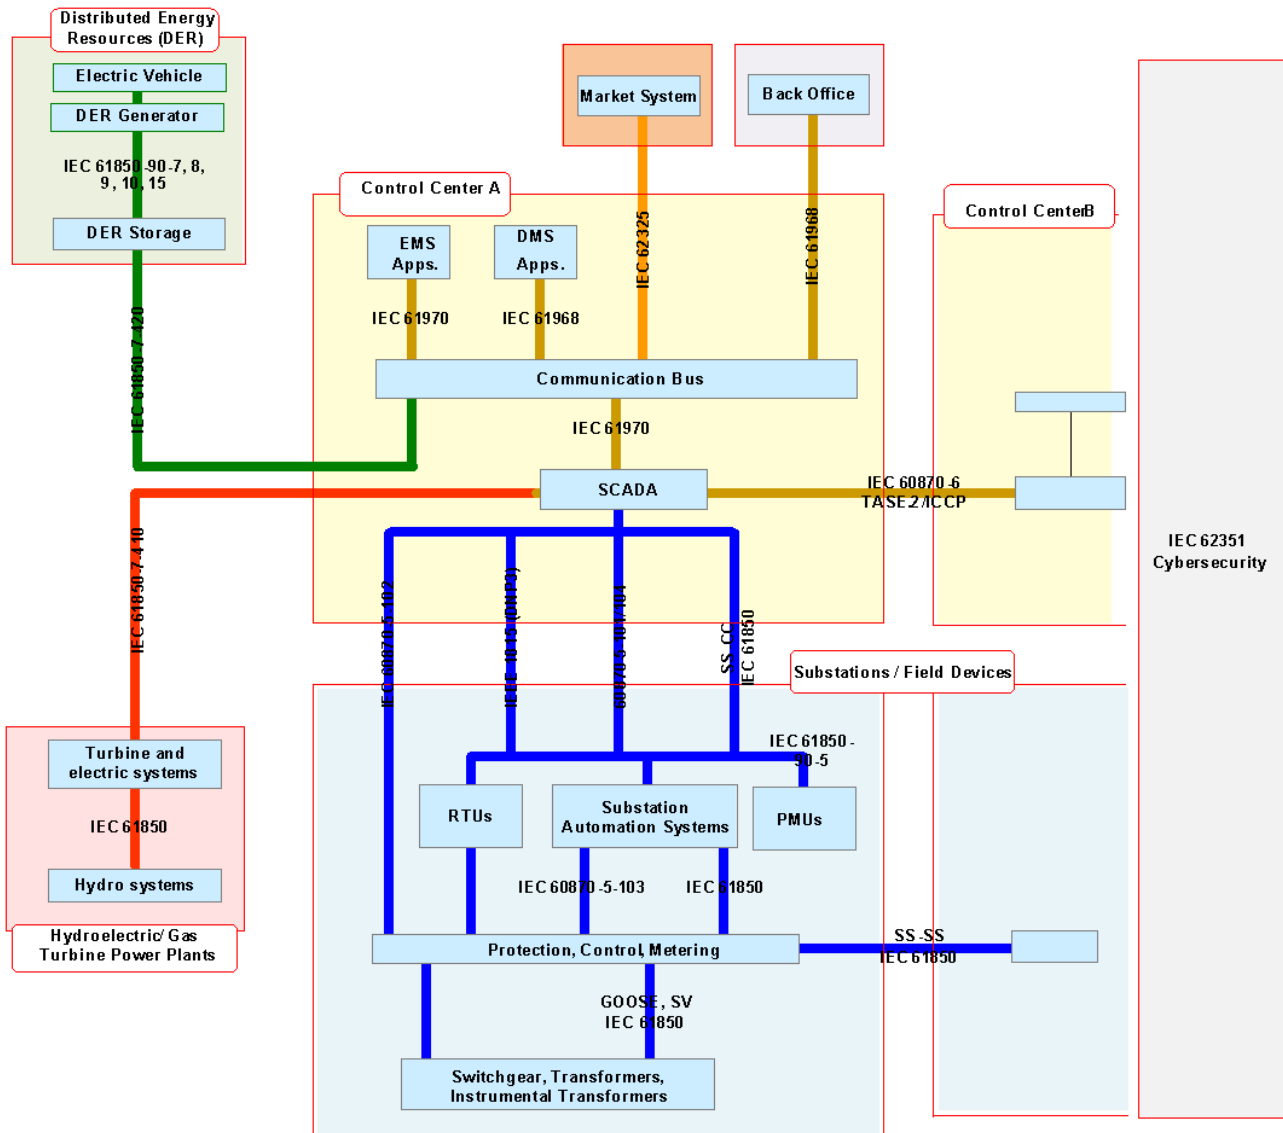 Distributed Energy
Resources (DER)
Electric Vehicle
DER Generator
IEC 61850-90-7, 8,
9, 10, 15
DER Storage
IEC 61850-7-420
Market System
Back Office
IEC 62325
IEC 61968
Control Center A
EMS
Apps.
DMS
Apps.
IEC 61970
IEC 61968
Communication Bus
IEC 61970
SCADA
Control CenterB
IEC 60870-6
TASE.2/ICCP
IEC 62351
Cybersecurity
IEC 61850-7-410
IEC 60870-5-102
IEEE 1815 (DNP3)
60870-5-101/104
SS-CC
IEC 61850
Substations / Field Devices
IEC 61850-
90-5
Turbine and
electric systems
IEC 61850
Hydro systems
Hydroelectric/ Gas
Turbine Power Plants
RTUs
Substation
Automation Systems
PMUs
IEC 60870-5-103
IEC 61850
Protection, Control, Metering
SS-SS
IEC 61850
GOOSE, SV
IEC 61850
Switchgear, Transformers,
Instrumental Transformers